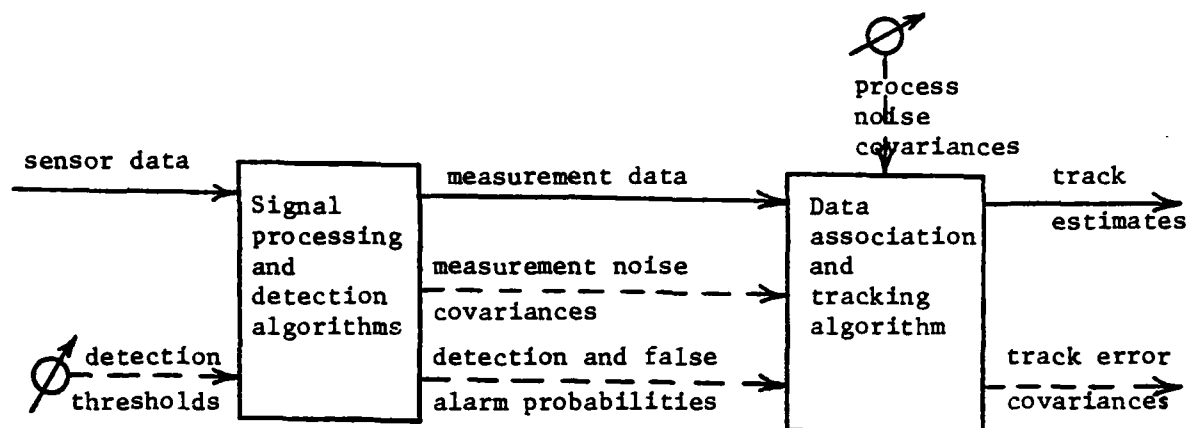 process
noise
covariances
sensor data
Signal
processing
and
detection
algorithms
detection
thresholds
measurement data
measurement noise
covariances
detection and false
alarm probabilities
Data
association
and
tracking
algorithm
track
estimates
track error
covariances